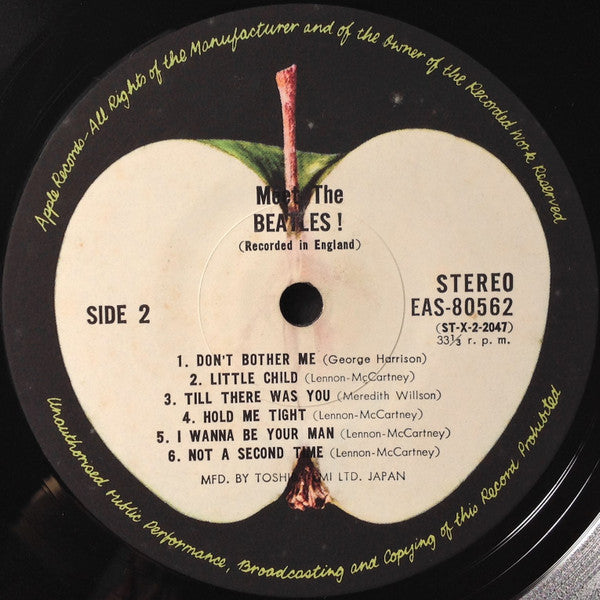 Apple Records-All Rights of the Manufacturer and of the Owner of the Recorded Work Reserved
Meet The
BEATLES!
(Recorded in England)
SIDE 2
STEREO
EAS-80562
(ST-X-2-2047)
33⅓ r. p. m.
1. DON'T BOTHER ME (George Harrison)
2. LITTLE CHILD (Lennon-McCartney)
3. TILL THERE WAS YOU (Meredith Willson)
4. HOLD ME TIGHT (Lennon-McCartney)
5. I WANNA BE YOUR MAN (Lennon-McCartney)
6. NOT A SECOND TIME (Lennon-McCartney)
MFD. BY TOSHIBA EMI LTD. JAPAN
Unauthorised Public Performance, Broadcasting and Copying of this Record Prohibited